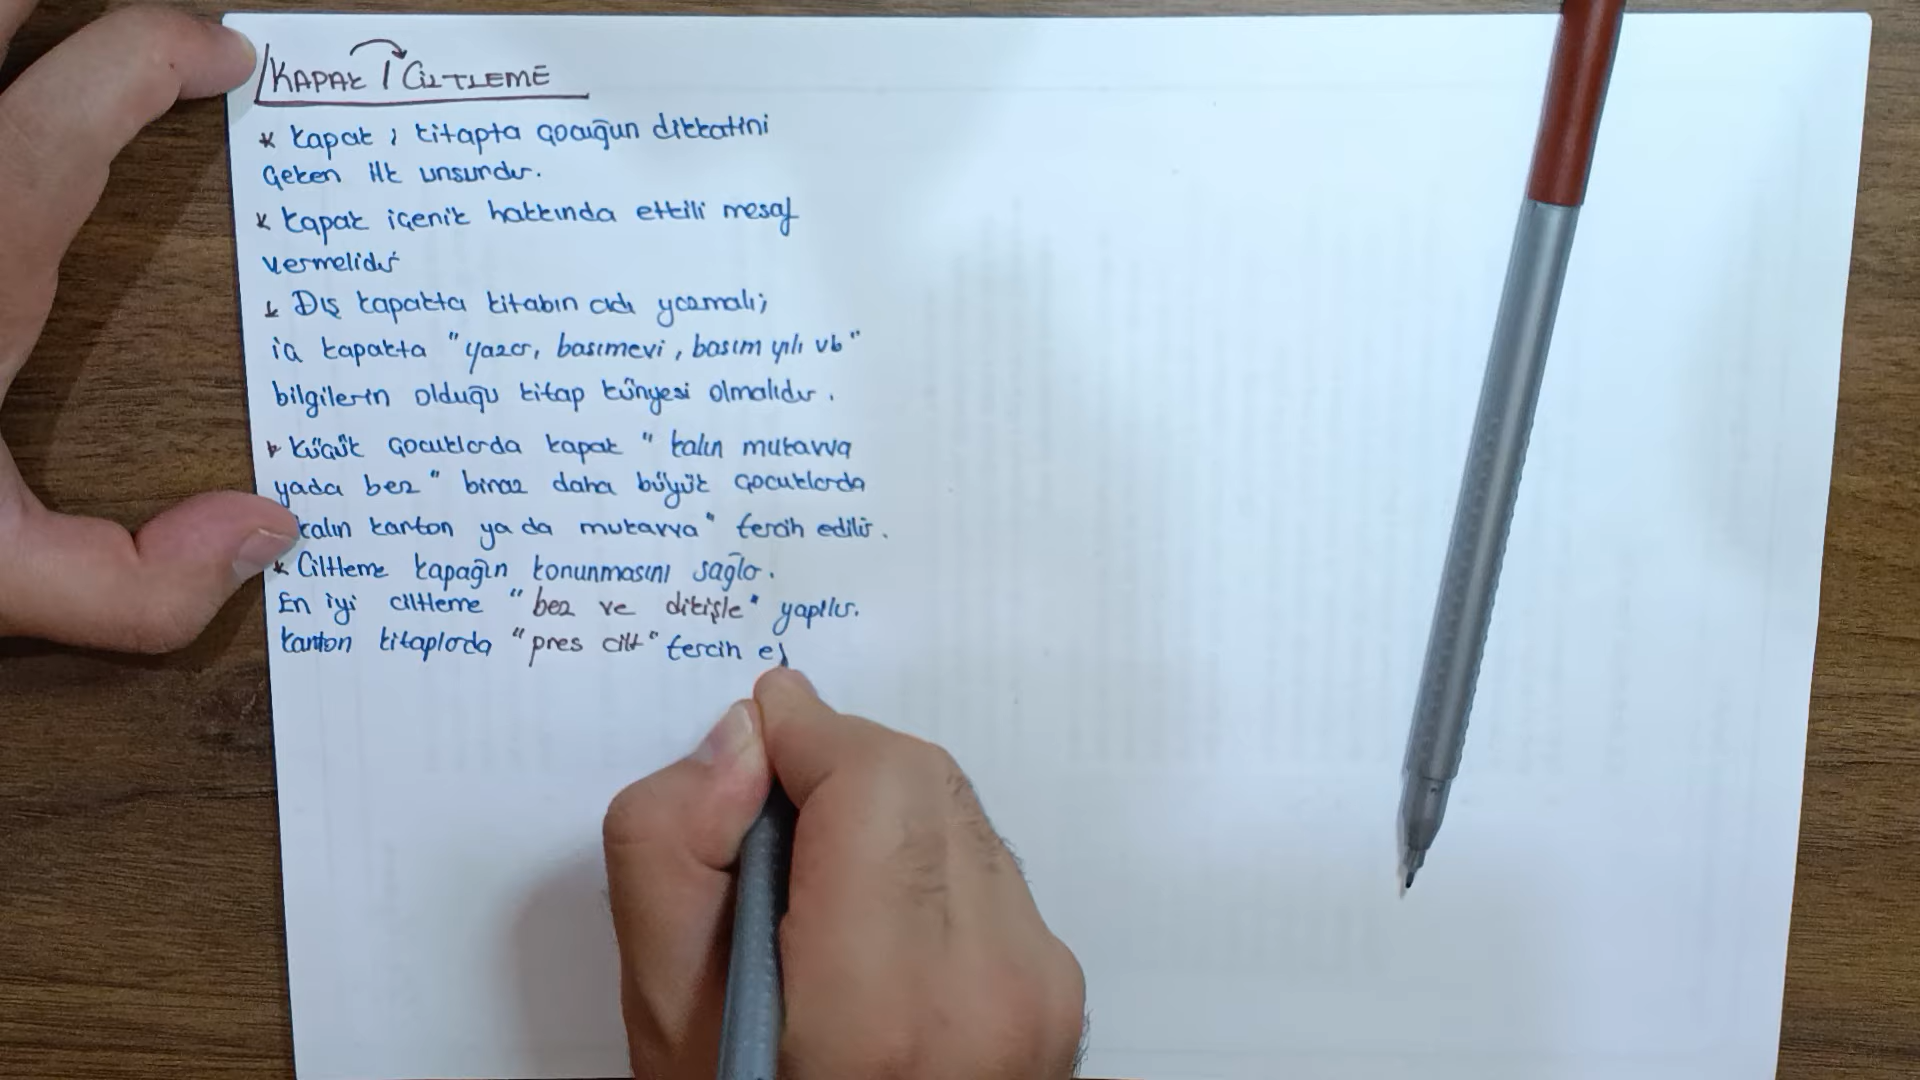 KAPAK / CİLTLEME
* Kapak ; kitapta çocuğun dikkatini
çeken ilk unsurdur.
* Kapak içerik hakkında etkili mesaj
vermelidir
* Dış kapakta kitabın adı yazmalı;
iç kapakta "yazar, basımevi, basım yılı vb"
bilgilerin olduğu kitap künyesi olmalıdır.
* Küçük çocuklarda kapak "kalın mukavva
yada bez" biraz daha büyük çocuklarda
kalın karton ya da mukavva" tercih edilir.
* Ciltleme kapağın korunmasını sağlar.
En iyi ciltleme "bez ve dikişle" yapılır.
Karton kitaplarda "pres cilt" tercih e